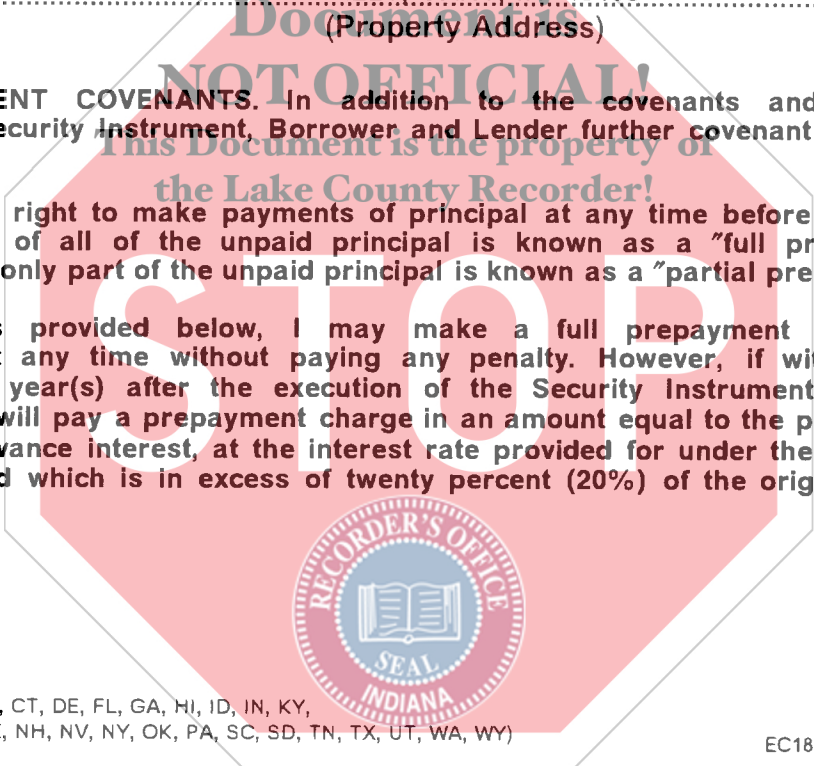 Document is
(Property Address)
NOT OFFICIAL!
ENT COVENANTS. In addition to the covenants and
ecurity Instrument, Borrower and Lender further covenant
This Document is the property of
the Lake County Recorder!
right to make payments of principal at any time before
of all of the unpaid principal is known as a "full pr
only part of the unpaid principal is known as a "partial pre
STOP
s provided below, I may make a full prepayment
t any time without paying any penalty. However, if wi
year(s) after the execution of the Security Instrument
will pay a prepayment charge in an amount equal to the p
vance interest, at the interest rate provided for under the
d which is in excess of twenty percent (20%) of the orig
RECORDER'S OFFICE
SEAL
INDIANA
, CT, DE, FL, GA, HI, ID, IN, KY,
, NH, NV, NY, OK, PA, SC, SD, TN, TX, UT, WA, WY)
EC18